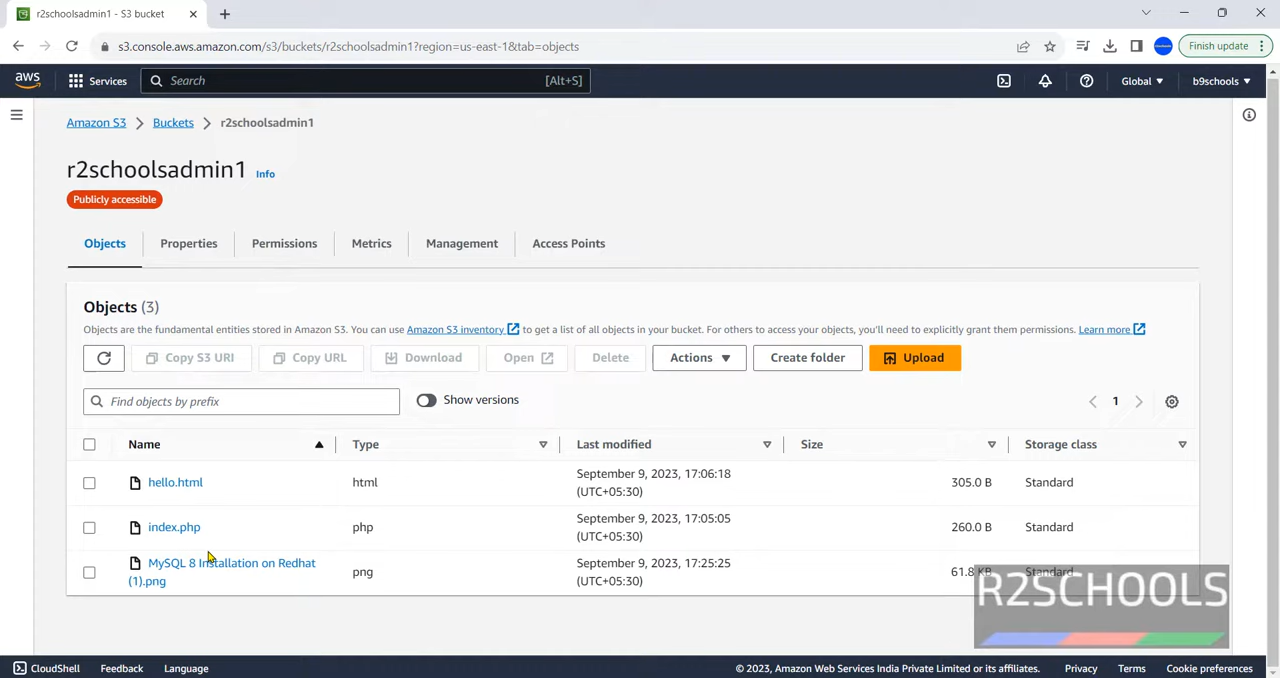 r2schoolsadmin1 - S3 bucket
s3.console.aws.amazon.com/s3/buckets/r2schoolsadmin1?region=us-east-1&tab=objects
Finish update
aws Services Search [Alt+S] Global b9schools
Amazon S3 Buckets r2schoolsadmin1
r2schoolsadmin1 Info
Publicly accessible
Objects Properties Permissions Metrics Management Access Points
Objects (3)
Objects are the fundamental entities stored in Amazon S3. You can use Amazon S3 inventory to get a list of all objects in your bucket. For others to access your objects, you'll need to explicitly grant them permissions. Learn more
Copy S3 URI Copy URL Download Open Delete Actions Create folder Upload
Find objects by prefix Show versions 1
Name Type Last modified Size Storage class
hello.html html September 9, 2023, 17:06:18 (UTC+05:30) 305.0 B Standard
index.php php September 9, 2023, 17:05:05 (UTC+05:30) 260.0 B Standard
MySQL 8 Installation on Redhat
(1).png png September 9, 2023, 17:25:25 (UTC+05:30) 61.8 KB Standard
R2SCHOOLS
CloudShell Feedback Language © 2023, Amazon Web Services India Private Limited or its affiliates. Privacy Terms Cookie preferences